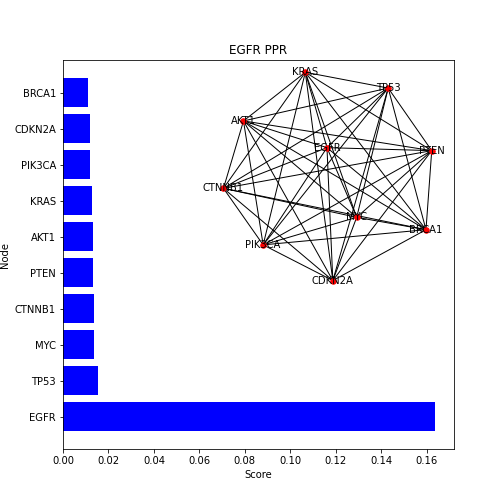 EGFR PPR
KRAS
TP53
AKT1
EGFR
PTEN
CTNNB1
MYC
BRCA1
PIK3CA
CDKN2A
BRCA1
CDKN2A
PIK3CA
KRAS
AKT1
PTEN
CTNNB1
MYC
TP53
EGFR
Node
0.00 0.02 0.04 0.06 0.08 0.10 0.12 0.14 0.16
Score